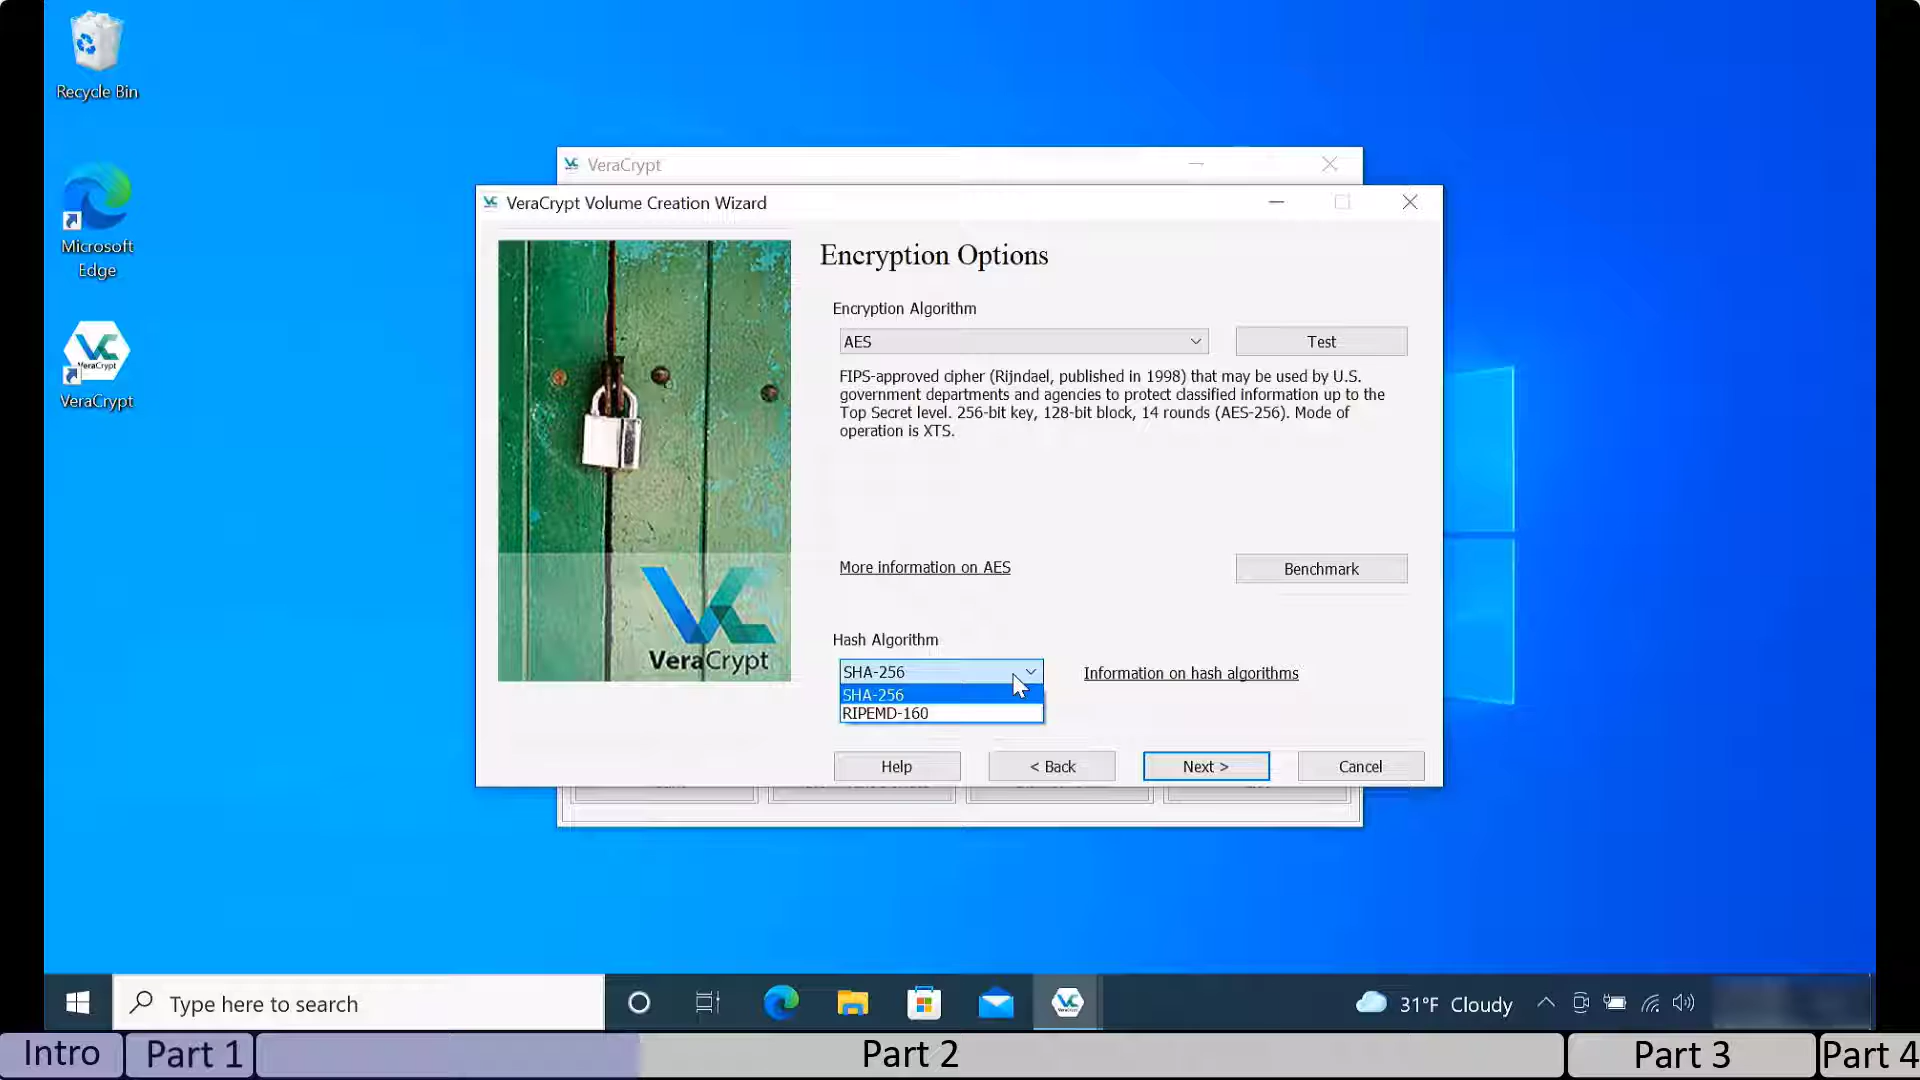 Recycle Bin
Microsoft
Edge
VeraCrypt
VeraCrypt
VeraCrypt
VeraCrypt Volume Creation Wizard
Encryption Options
Encryption Algorithm
AES
Test
FIPS-approved cipher (Rijndael, published in 1998) that may be used by U.S.
government departments and agencies to protect classified information up to the
Top Secret level. 256-bit key, 128-bit block, 14 rounds (AES-256). Mode of
operation is XTS.
More information on AES
Benchmark
Hash Algorithm
SHA-256
Information on hash algorithms
SHA-256
RIPEMD-160
VeraCrypt
Help
< Back
Next >
Cancel
Type here to search
VeraCrypt
31°F Cloudy
Intro
Part 1
Part 2
Part 3
Part 4